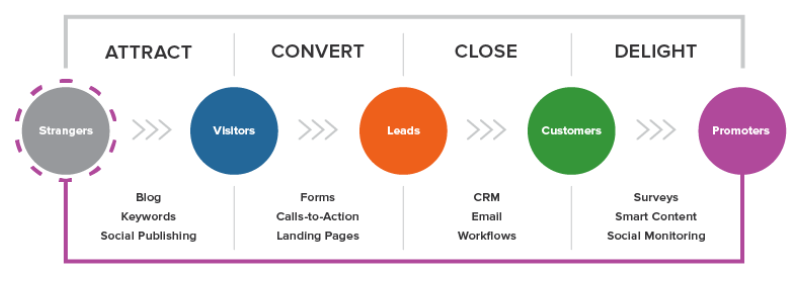 ATTRACT
CONVERT
CLOSE
DELIGHT
Strangers
Visitors
Leads
Customers
Promoters
Blog
Keywords
Social Publishing
Forms
Calls-to-Action
Landing Pages
CRM
Email
Workflows
Surveys
Smart Content
Social Monitoring